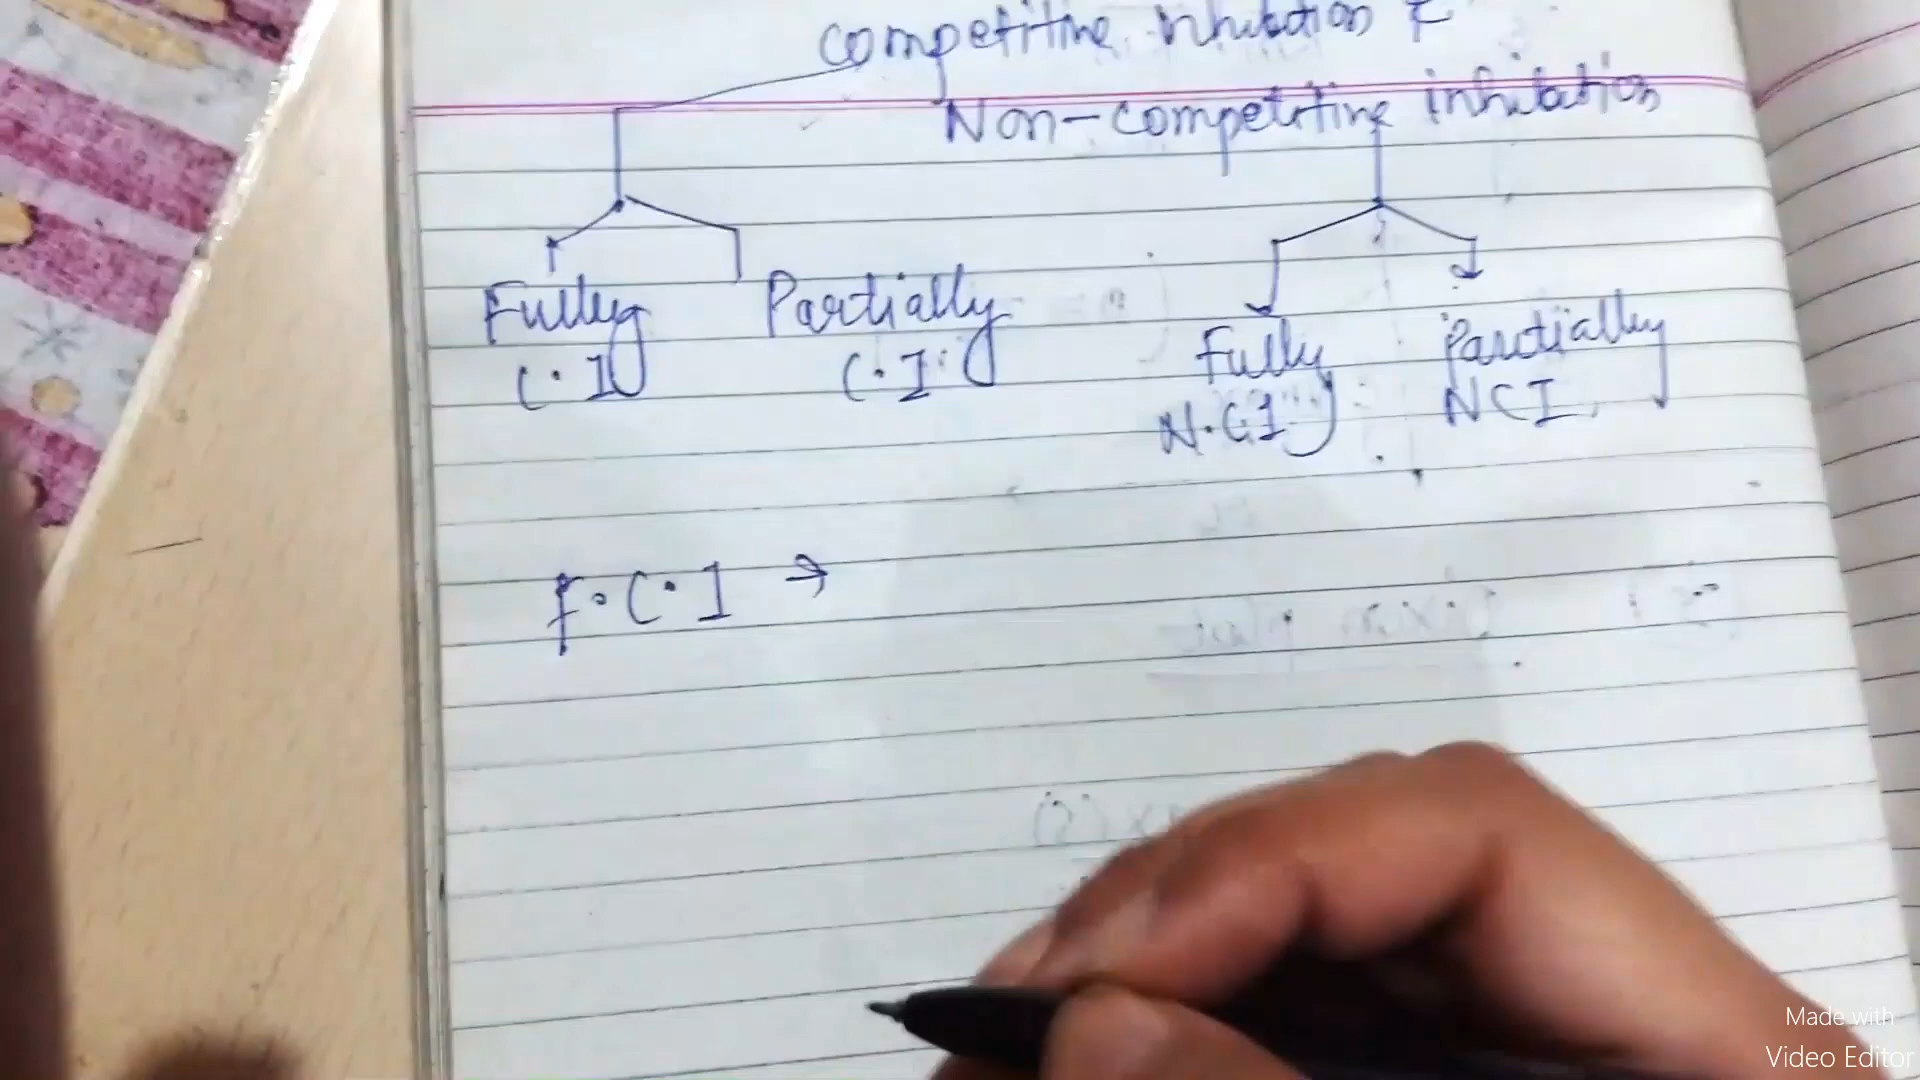 competitive inhibition &
Non-competitive inhibition
Fully
C.I
Partially
C.I.
Fully
N.C.I
Partially
NCI
F.C.I →
Made with
Video Editor